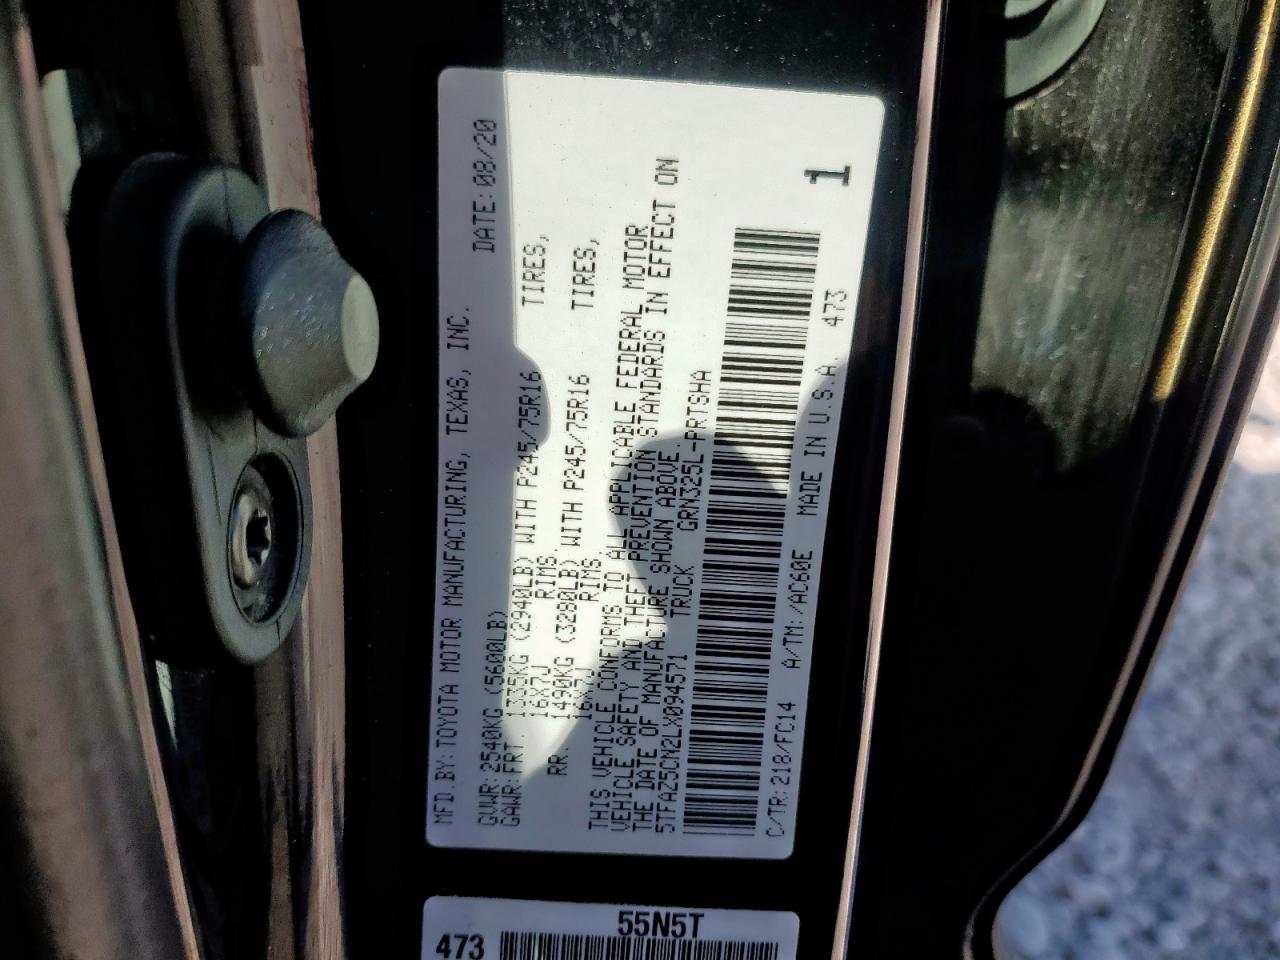 MFD.BY:TOYOTA MOTOR MANUFACTURING, TEXAS, INC. DATE:08/20
GVWR:2540KG (5600LB)
GAWR:FRT. 1335KG (2940LB) WITH P245/75R16 TIRES,
16X7J RIMS.
RR. 1490KG (3280LB) WITH P245/75R16 TIRES,
16X7J RIMS.
THIS VEHICLE CONFORMS TO ALL APPLICABLE FEDERAL MOTOR
VEHICLE SAFETY AND THEFT PREVENTION STANDARDS IN EFFECT ON
THE DATE OF MANUFACTURE SHOWN ABOVE.
5TFAZ5CN2LX094571 TRUCK GRN325L-PRTSHA
1
C/TR:218/FC14 A/TM:/AC60E MADE IN U.S.A. 473
55N5T
473